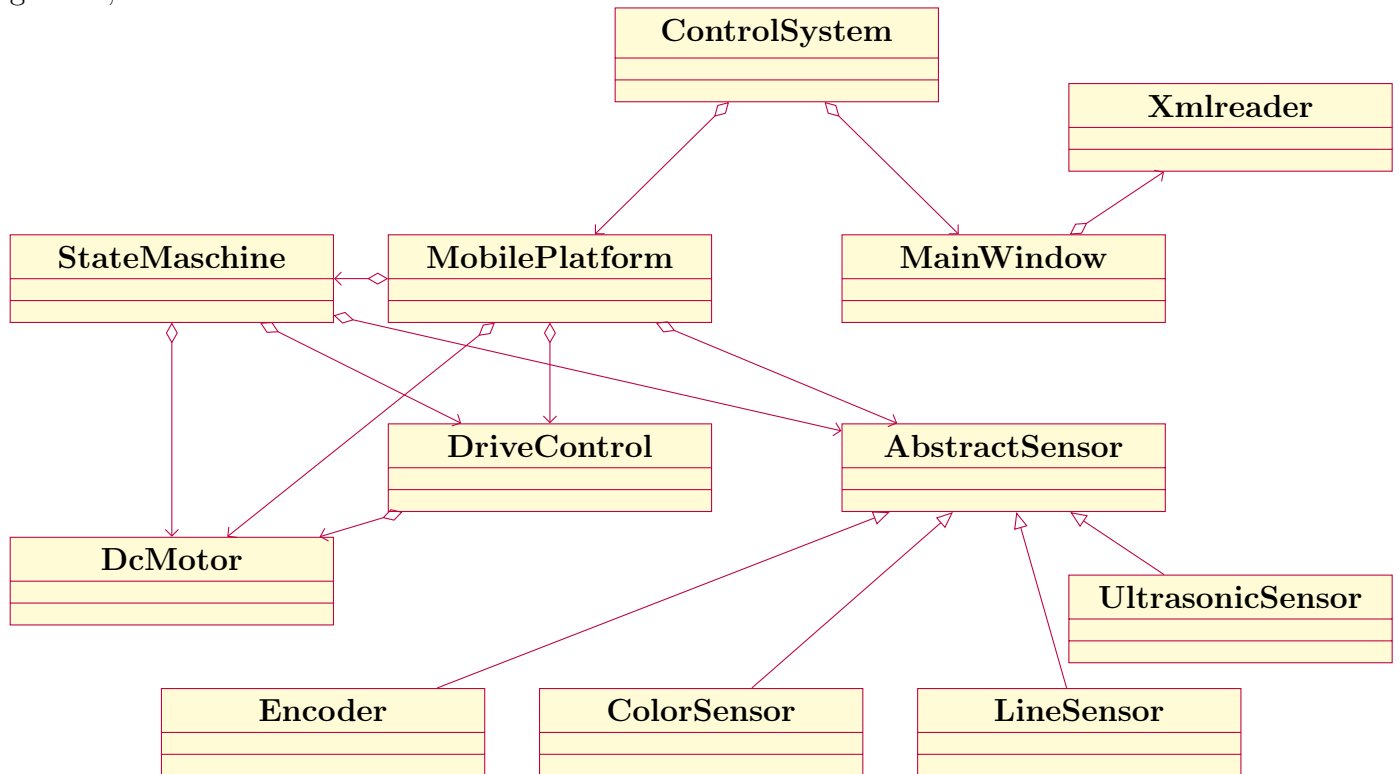 ControlSystem
Xmlreader
StateMaschine
MobilePlatform
MainWindow
DriveControl
AbstractSensor
DcMotor
UltrasonicSensor
Encoder
ColorSensor
LineSensor